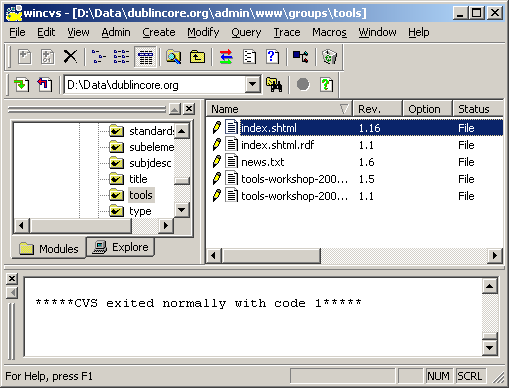 wincvs - [D:\Data\dublincore.org\admin\www\groups\tools]
File Edit View Admin Create Modify Query Trace Macros Window Help
D:\Data\dublincore.org
Name Rev. Option Status
index.shtml 1.16 File
index.shtml.rdf 1.1 File
news.txt 1.6 File
tools-workshop-200... 1.5 File
tools-workshop-200... 1.1 File
standards
subeleme
subjdesc
title
tools
type
Modules Explore
*****CVS exited normally with code 1*****
For Help, press F1 NUM SCRL